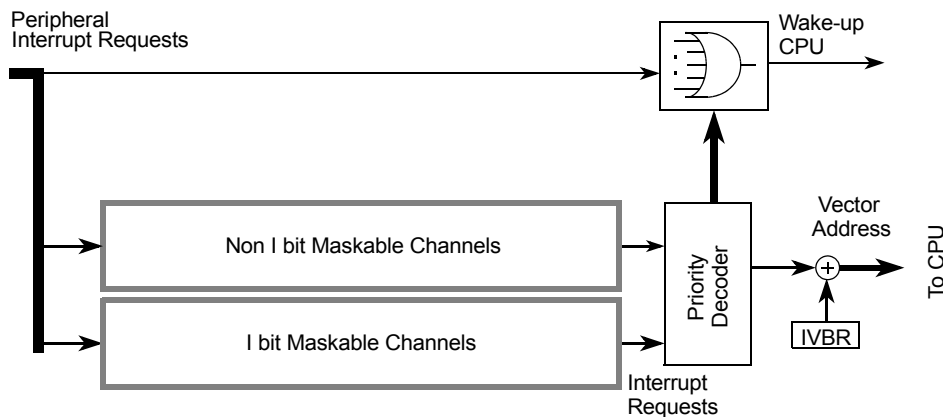 Peripheral
Interrupt Requests
Wake-up
CPU
Non I bit Maskable Channels
I bit Maskable Channels
Priority
Decoder
Interrupt
Requests
Vector
Address
IVBR
To CPU